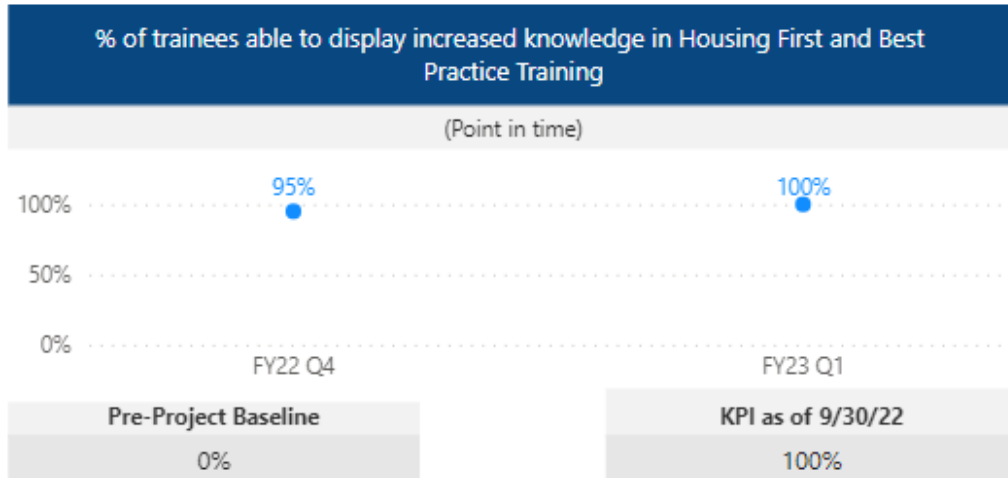 % of trainees able to display increased knowledge in Housing First and Best
Practice Training
(Point in time)
95%
100%
100%
50%
0%
FY22 Q4
FY23 Q1
Pre-Project Baseline
KPI as of 9/30/22
0%
100%